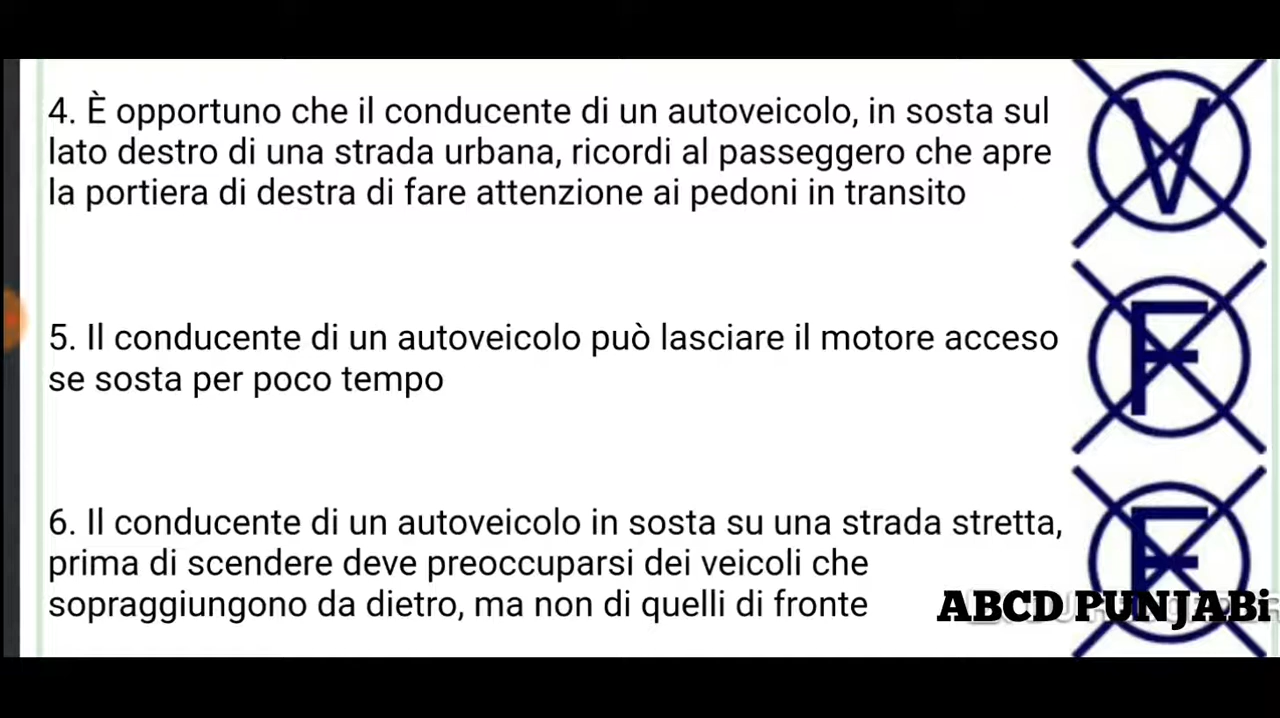 4. È opportuno che il conducente di un autoveicolo, in sosta sul
lato destro di una strada urbana, ricordi al passeggero che apre
la portiera di destra di fare attenzione ai pedoni in transito
V
5. Il conducente di un autoveicolo può lasciare il motore acceso
se sosta per poco tempo
F
6. Il conducente di un autoveicolo in sosta su una strada stretta,
prima di scendere deve preoccuparsi dei veicoli che
sopraggiungono da dietro, ma non di quelli di fronte
F
ABCD PUNJABi